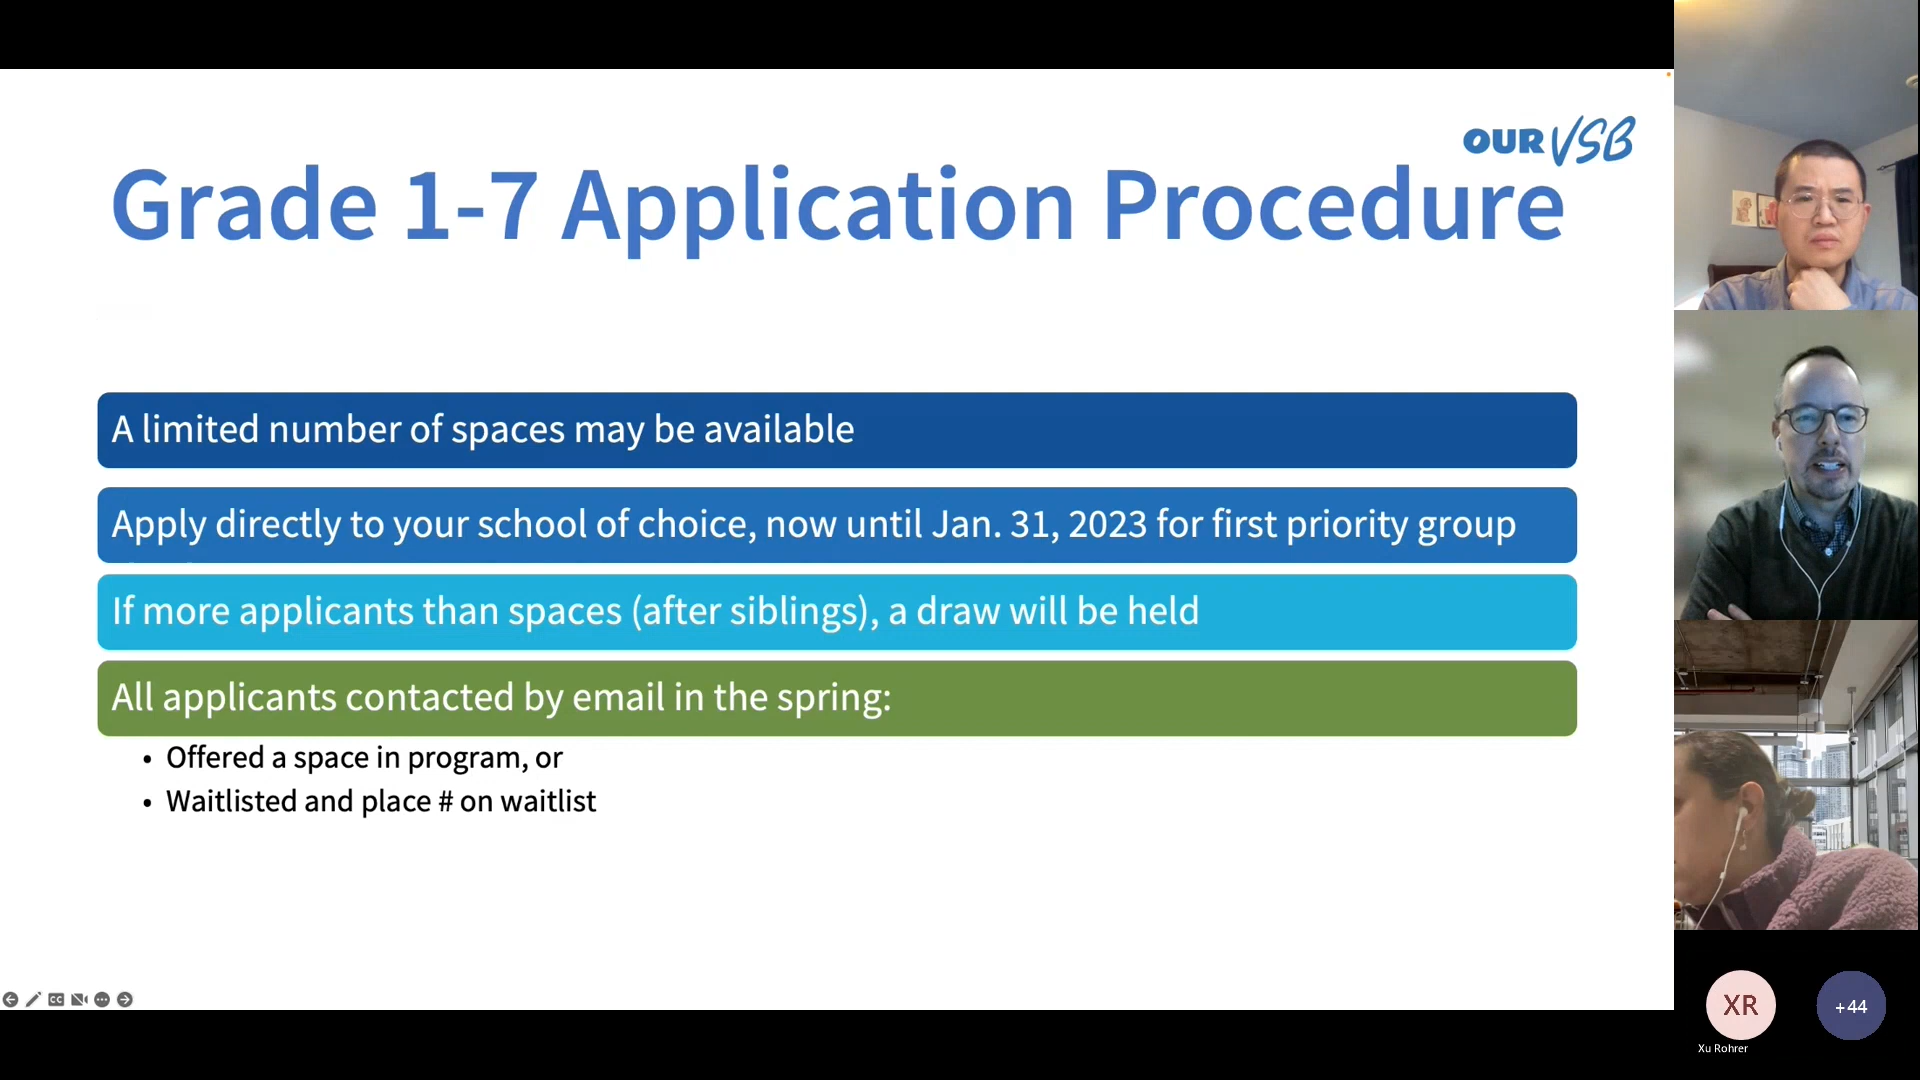 OUR VSB
Grade 1-7 Application Procedure
A limited number of spaces may be available
Apply directly to your school of choice, now until Jan. 31, 2023 for first priority group
If more applicants than spaces (after siblings), a draw will be held
All applicants contacted by email in the spring:
• Offered a space in program, or
• Waitlisted and place # on waitlist
CC
XR
+44
Xu Rohrer